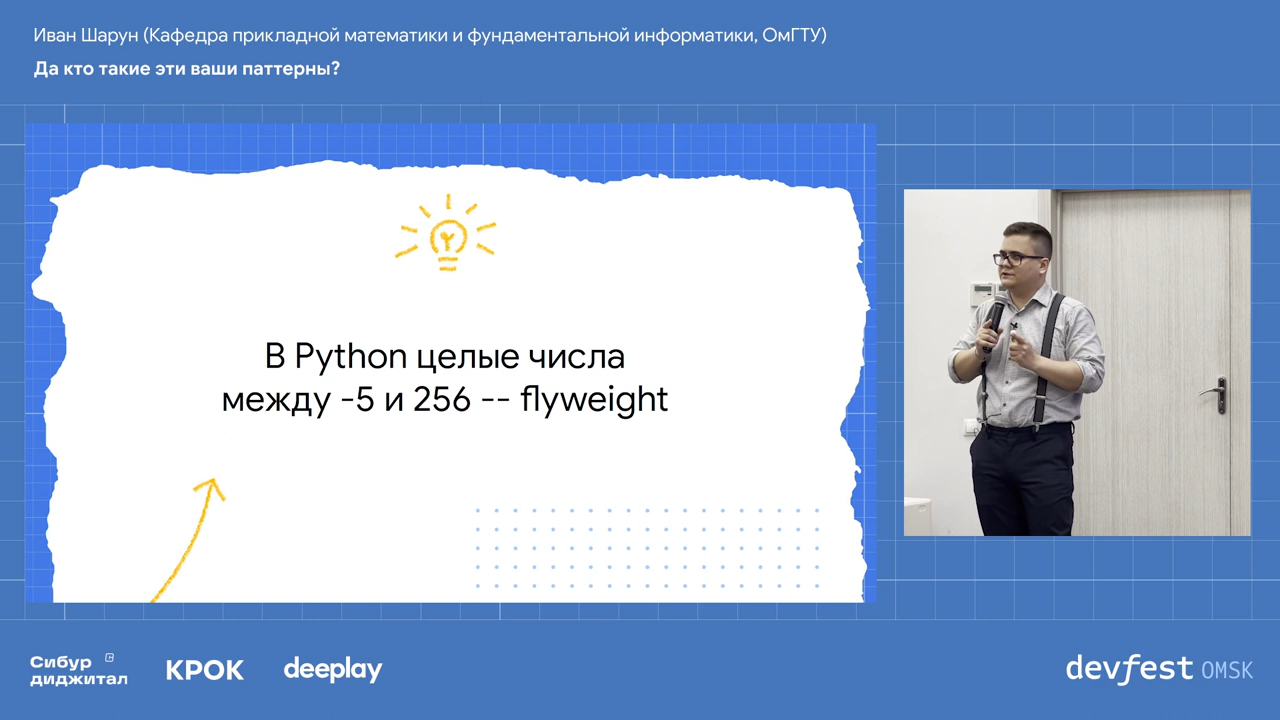 Иван Шарун (Кафедра прикладной математики и фундаментальной информатики, ОмГТУ)
Да кто такие эти ваши паттерны?
В Python целые числа
между -5 и 256 -- flyweight
Сибур
диджитал
КРОК
deeplay
devfest OMSK